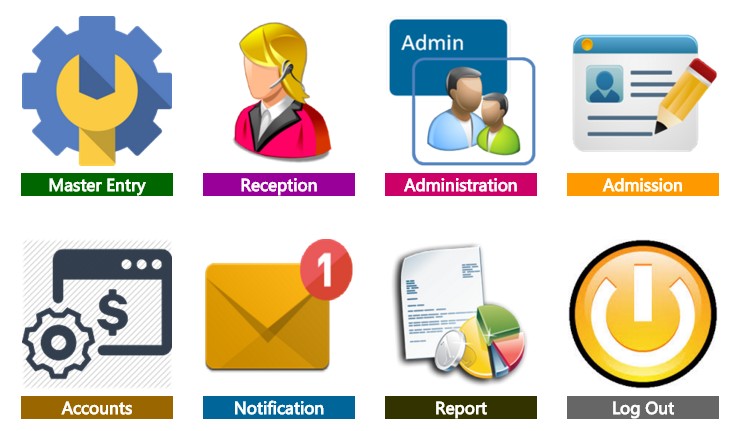 Admin
Master Entry
Reception
Administration
Admission
$
1
Accounts
Notification
Report
Log Out